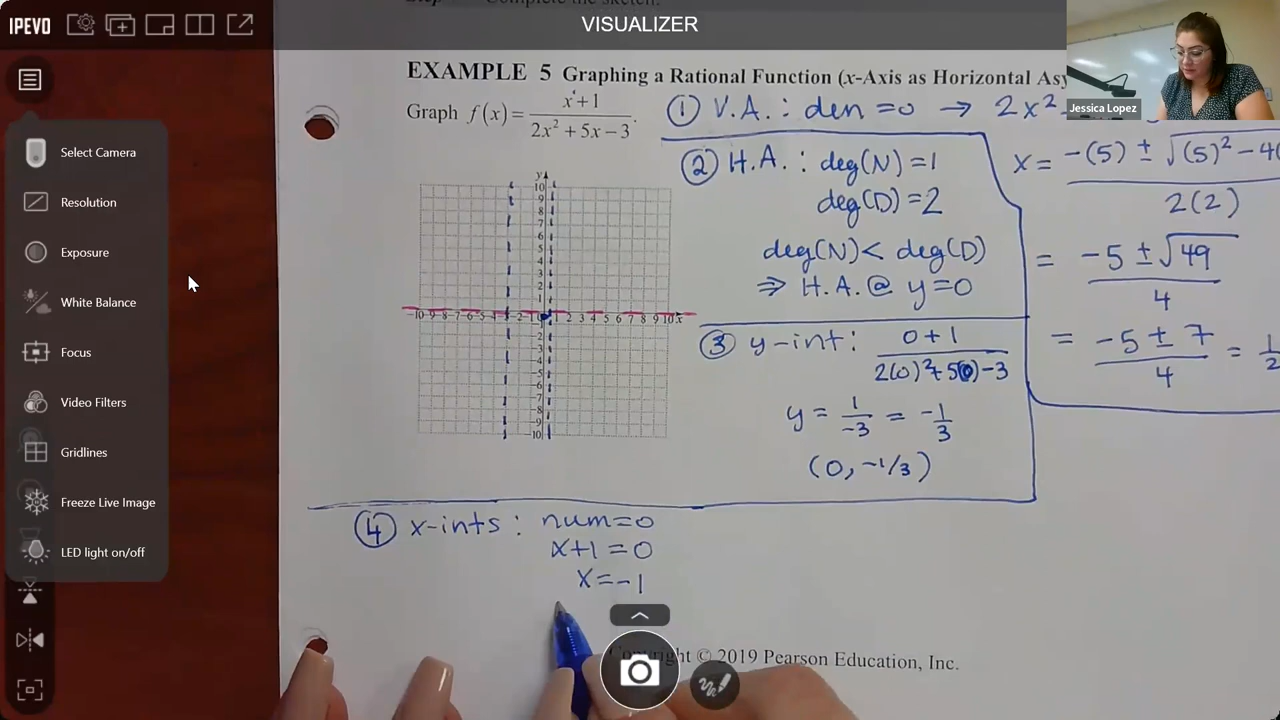 IPEVO
VISUALIZER
Jessica Lopez
Select Camera
Resolution
Exposure
White Balance
Focus
Video Filters
Gridlines
Freeze Live Image
LED light on/off
EXAMPLE 5 Graphing a Rational Function (x-Axis as Horizontal Asy
Graph f(x) = x+1 / 2x² + 5x − 3 .
① V.A.: den =0 → 2x²
x = -(5) ± √(5)² - 4(
2(2)
= -5 ± √49 / 4
= -5 ± 7 / 4 = 1/2
② H.A.: deg(N) =1
deg(D) =2
deg(N) < deg(D)
⇒ H.A. @ y=0
③ y-int: 0+1 / 2(0)²+5(0)-3
y = 1/-3 = -1/3
(0, -1/3)
④ x-ints: num=0
x+1 =0
x=-1
© 2019 Pearson Education, Inc.